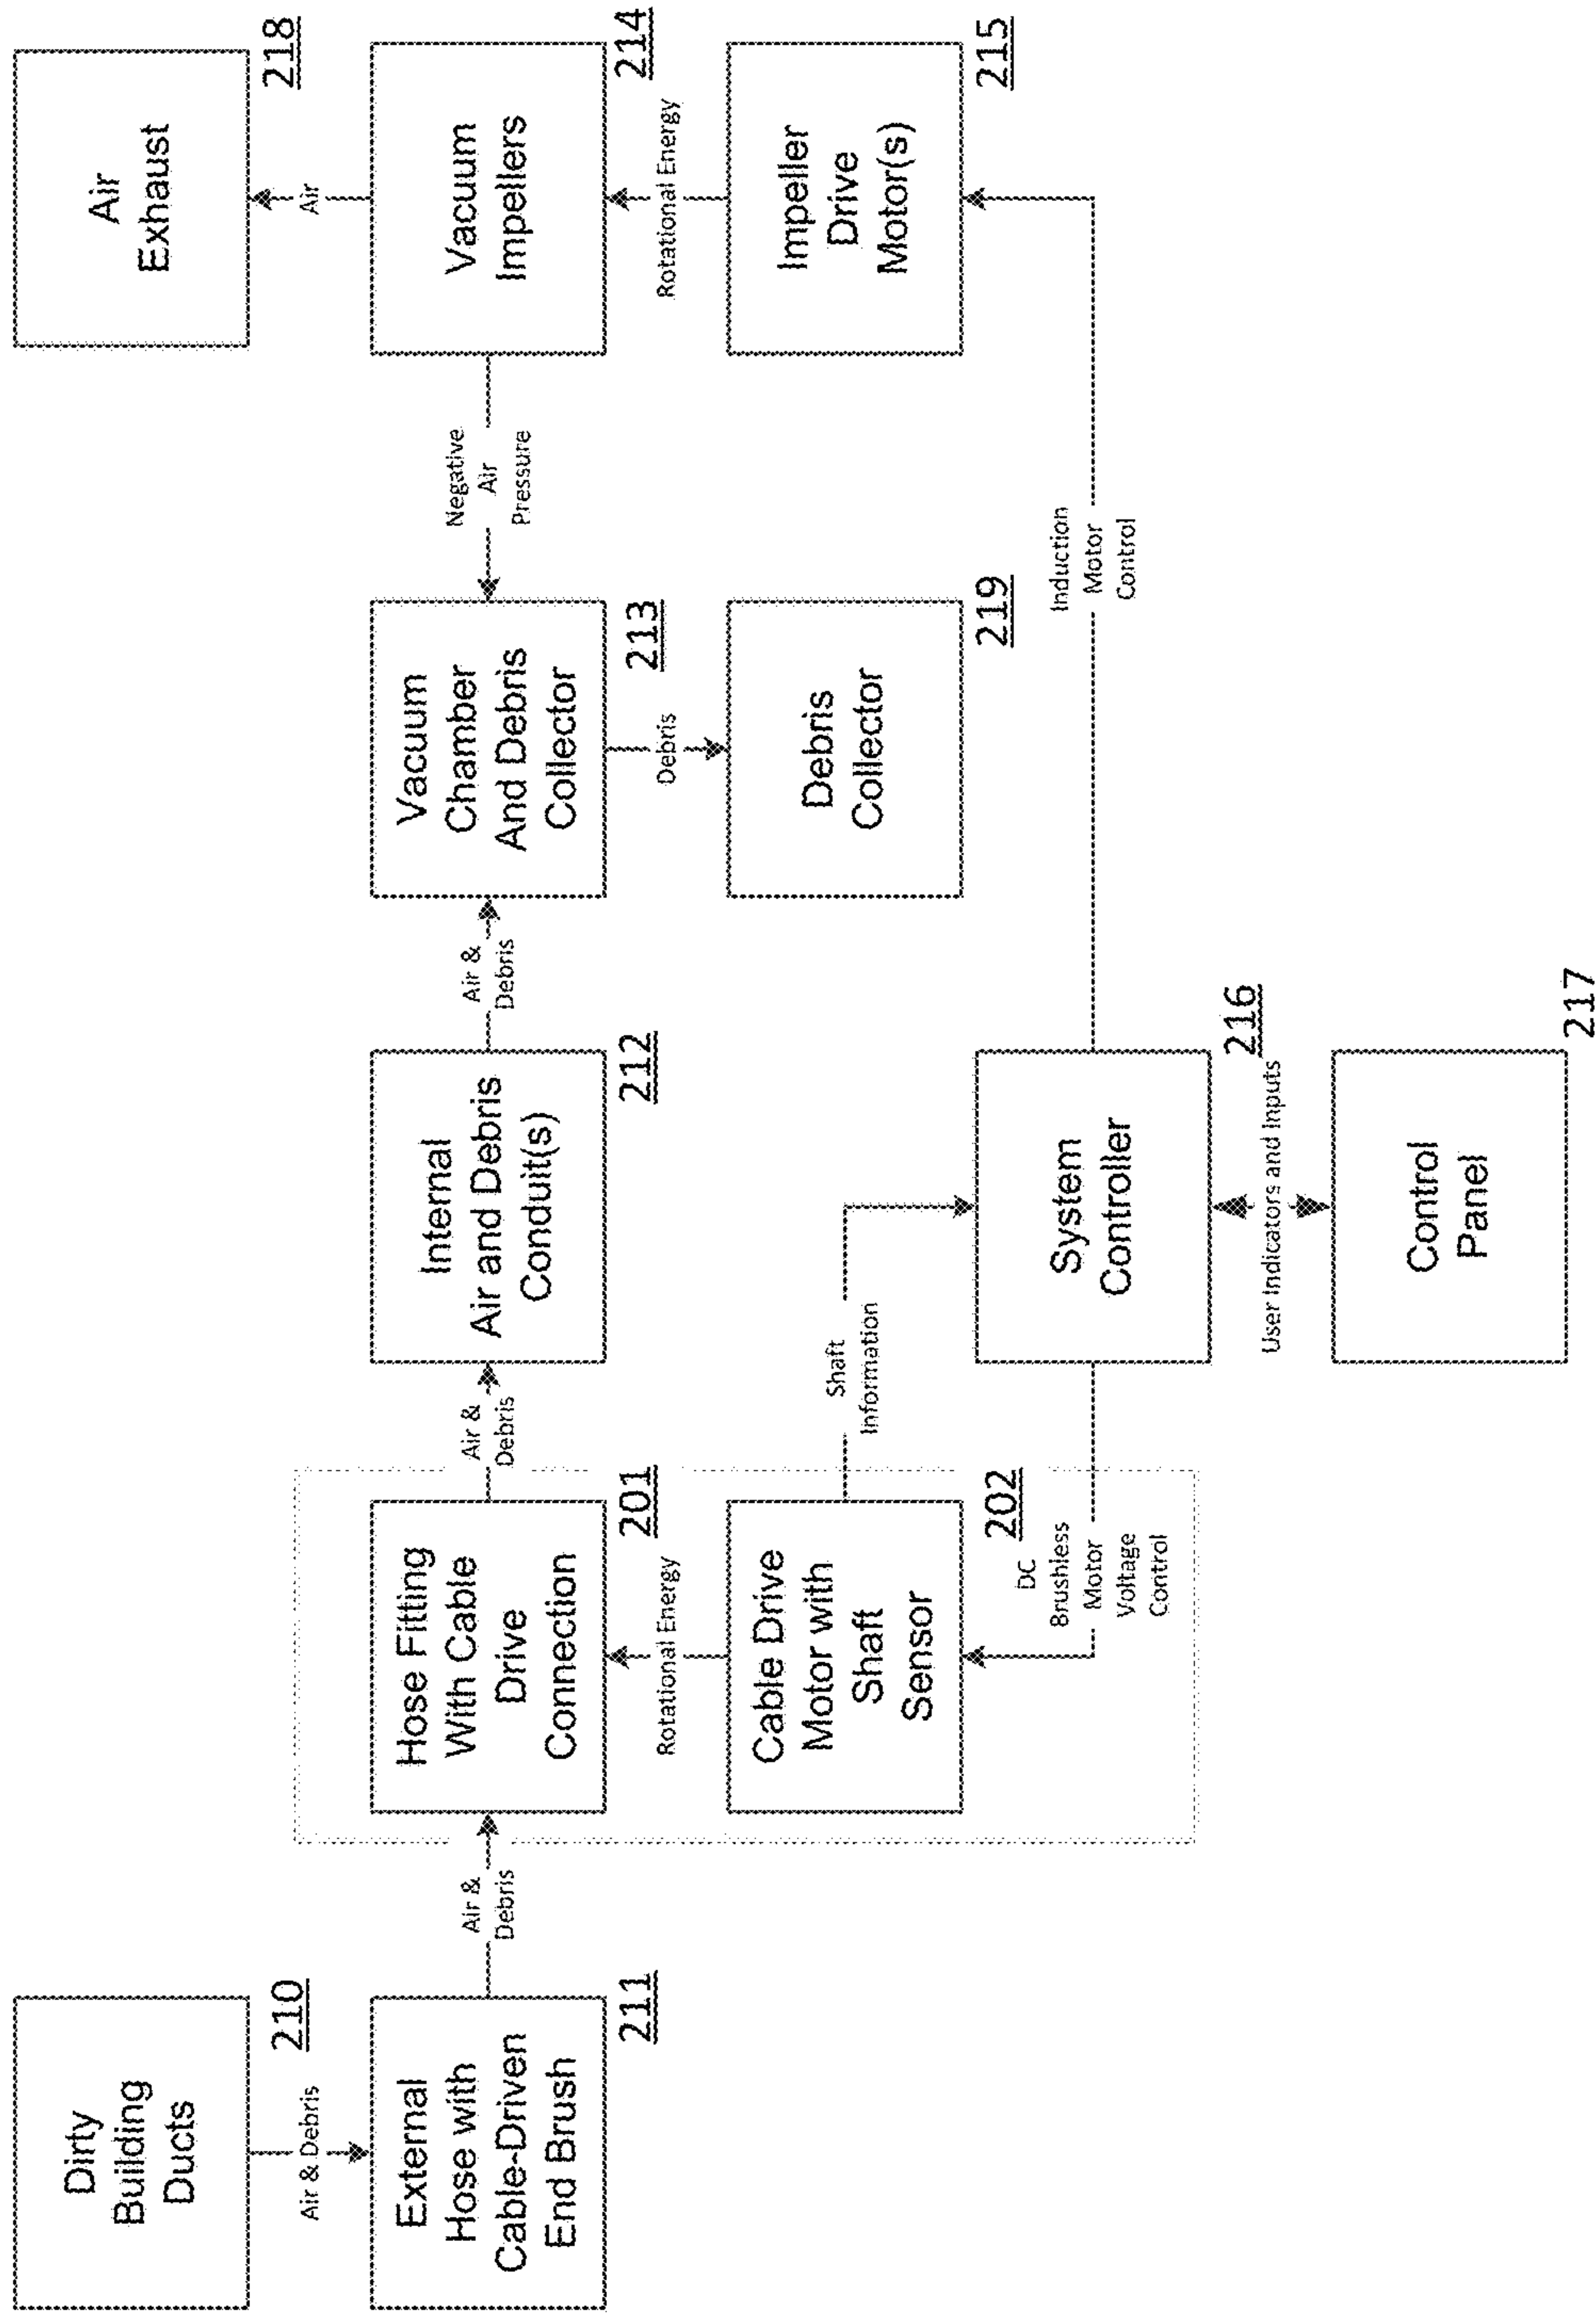 Dirty
Building
Ducts
210
Air & Debris
External
Hose with
Cable-Driven
End Brush
211
Air &
Debris
Hose Fitting
With Cable
Drive
Connection
201
Rotational Energy
Cable Drive
Motor with
Shaft
Sensor
202
DC
Brushless
Motor
Voltage
Control
Shaft
Information
Air &
Debris
Internal
Air and Debris
Conduit(s)
212
Air &
Debris
Vacuum
Chamber
And Debris
Collector
213
Debris
Debris
Collector
219
System
Controller
216
User Indicators and Inputs
Control
Panel
217
Induction
Motor
Control
Negative
Air
Pressure
Air
Exhaust
218
Air
Vacuum
Impellers
214
Rotational Energy
Impeller
Drive
Motor(s)
215